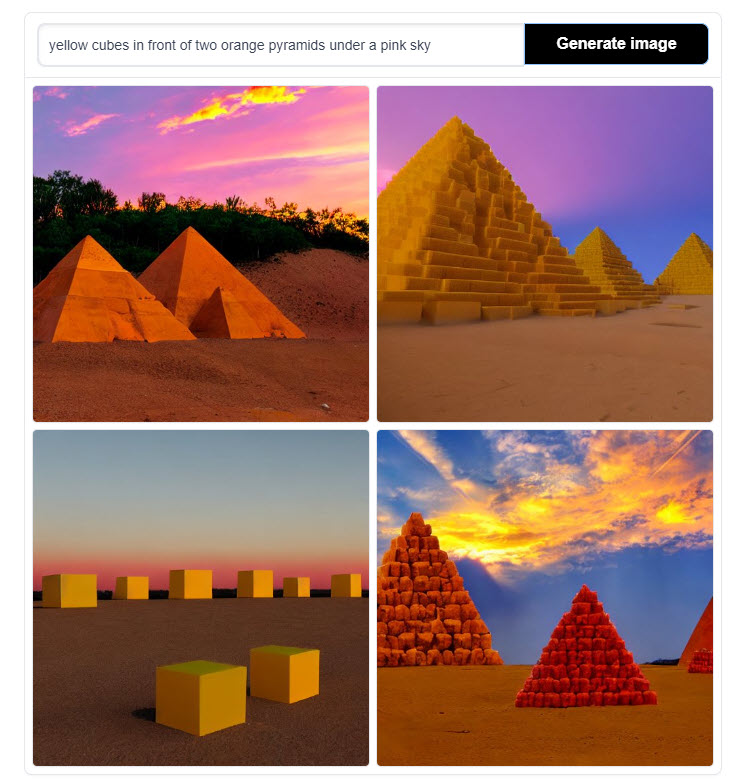 yellow cubes in front of two orange pyramids under a pink sky
Generate image